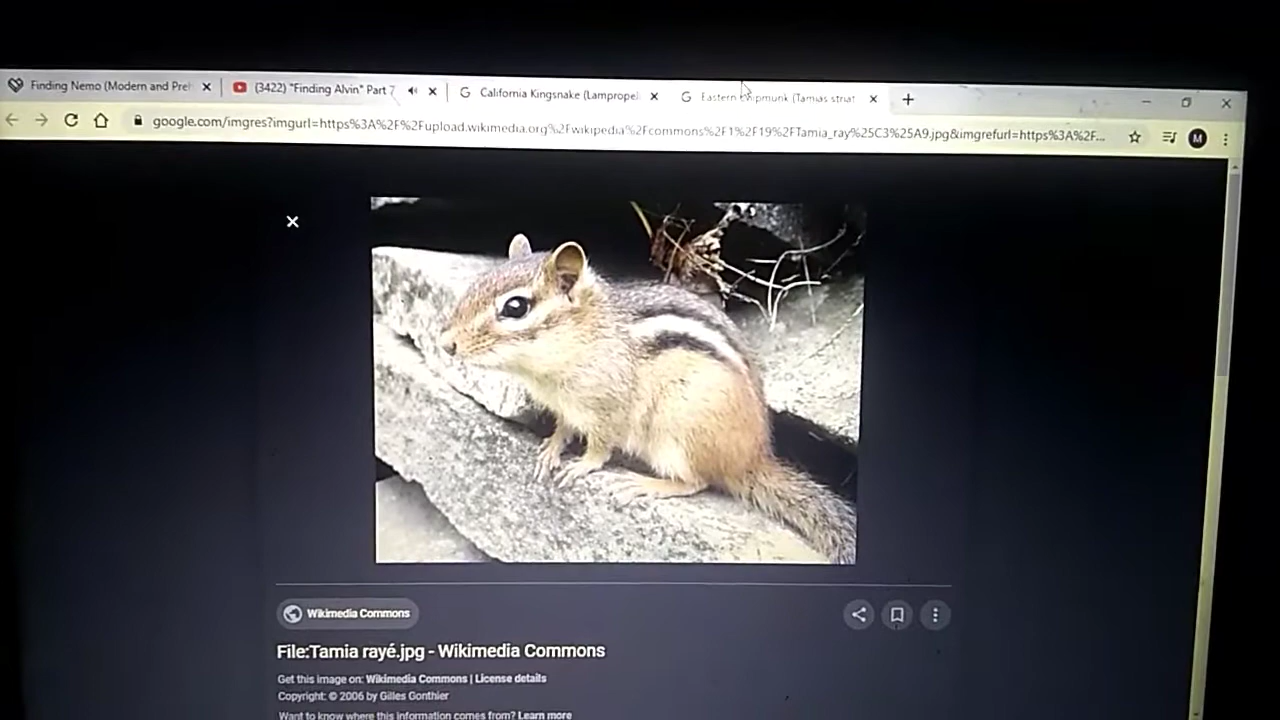 Finding Nemo (Modern and Preh
(3422) "Finding Alvin" Part 7
California Kingsnake (Lampropel
Eastern Chipmunk (Tamias striat
google.com/imgres?imgurl=https%3A%2F%2Fupload.wikimedia.org%2Fwikipedia%2Fcommons%2F1%2F19%2FTamia_ray%25C3%25A9.jpg&imgrefurl=https%3A%2F...
M
Wikimedia Commons
File:Tamia rayé.jpg - Wikimedia Commons
Get this image on: Wikimedia Commons | License details
Copyright: © 2006 by Gilles Gonthier
Want to know where this information comes from? Learn more